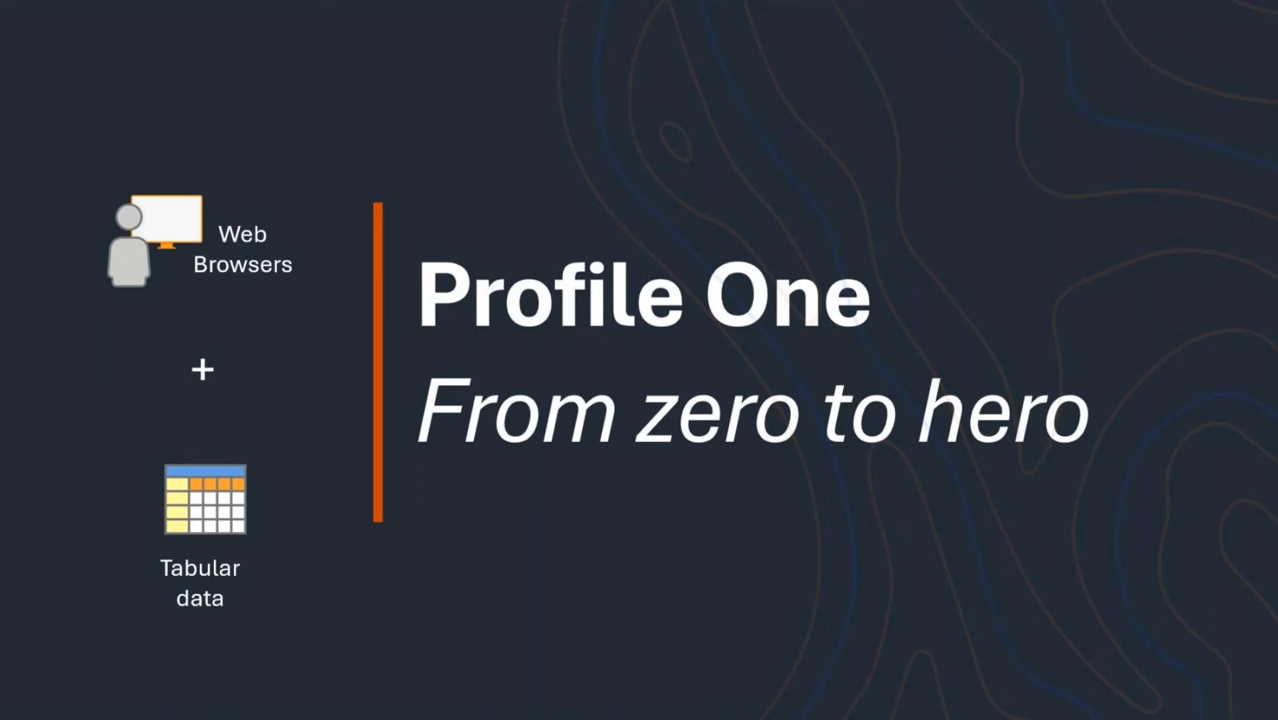 Web
Browsers
+
Tabular
data
Profile One
From zero to hero